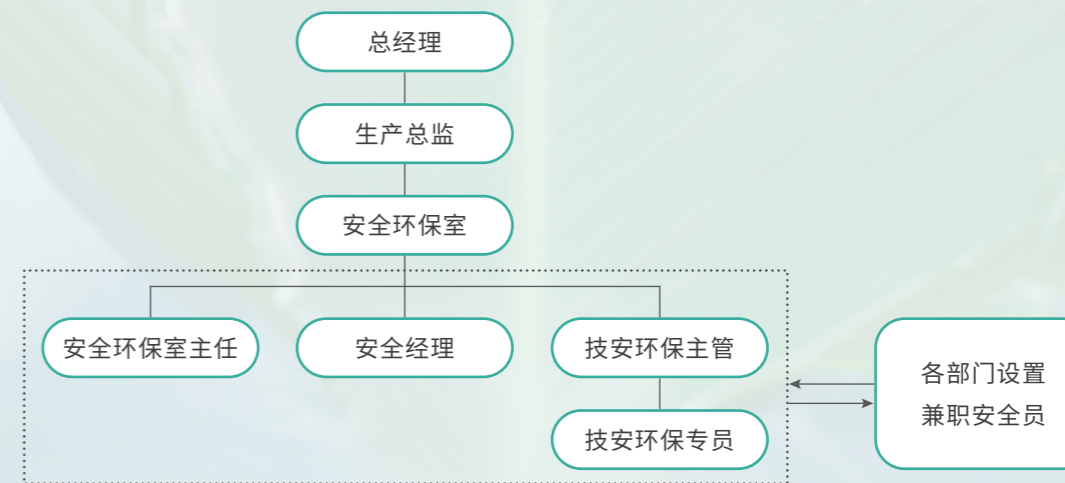 总经理
生产总监
安全环保室
安全环保室主任
安全经理
技安环保主管
技安环保专员
各部门设置
兼职安全员